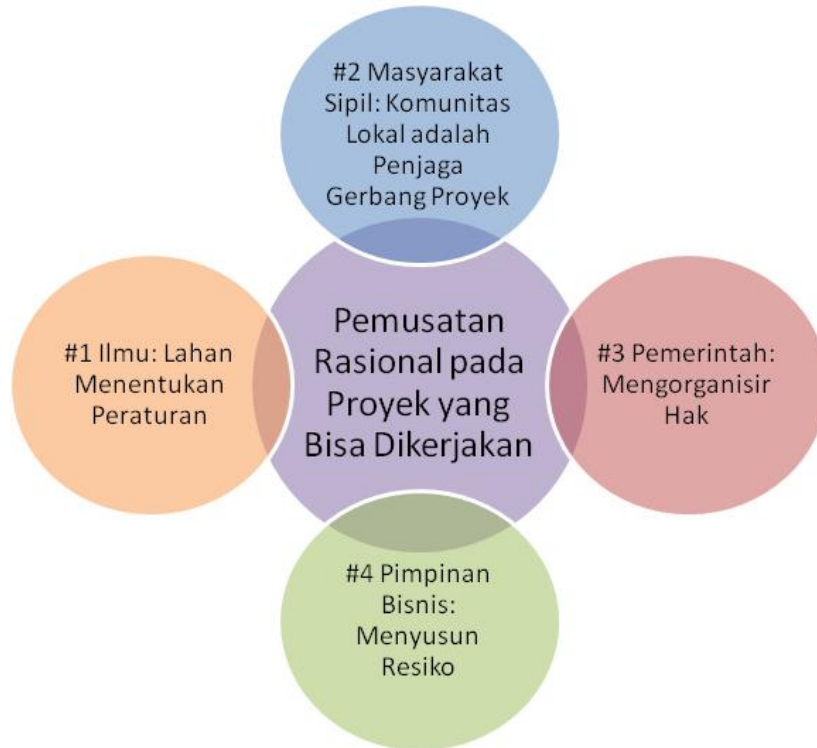 #2 Masyarakat
Sipil: Komunitas
Lokal adalah
Penjaga
Gerbang Proyek
#1 Ilmu: Lahan
Menentukan
Peraturan
Pemusatan
Rasional pada
Proyek yang
Bisa Dikerjakan
#3 Pemerintah:
Mengorganisir
Hak
#4 Pimpinan
Bisnis:
Menyusun
Resiko